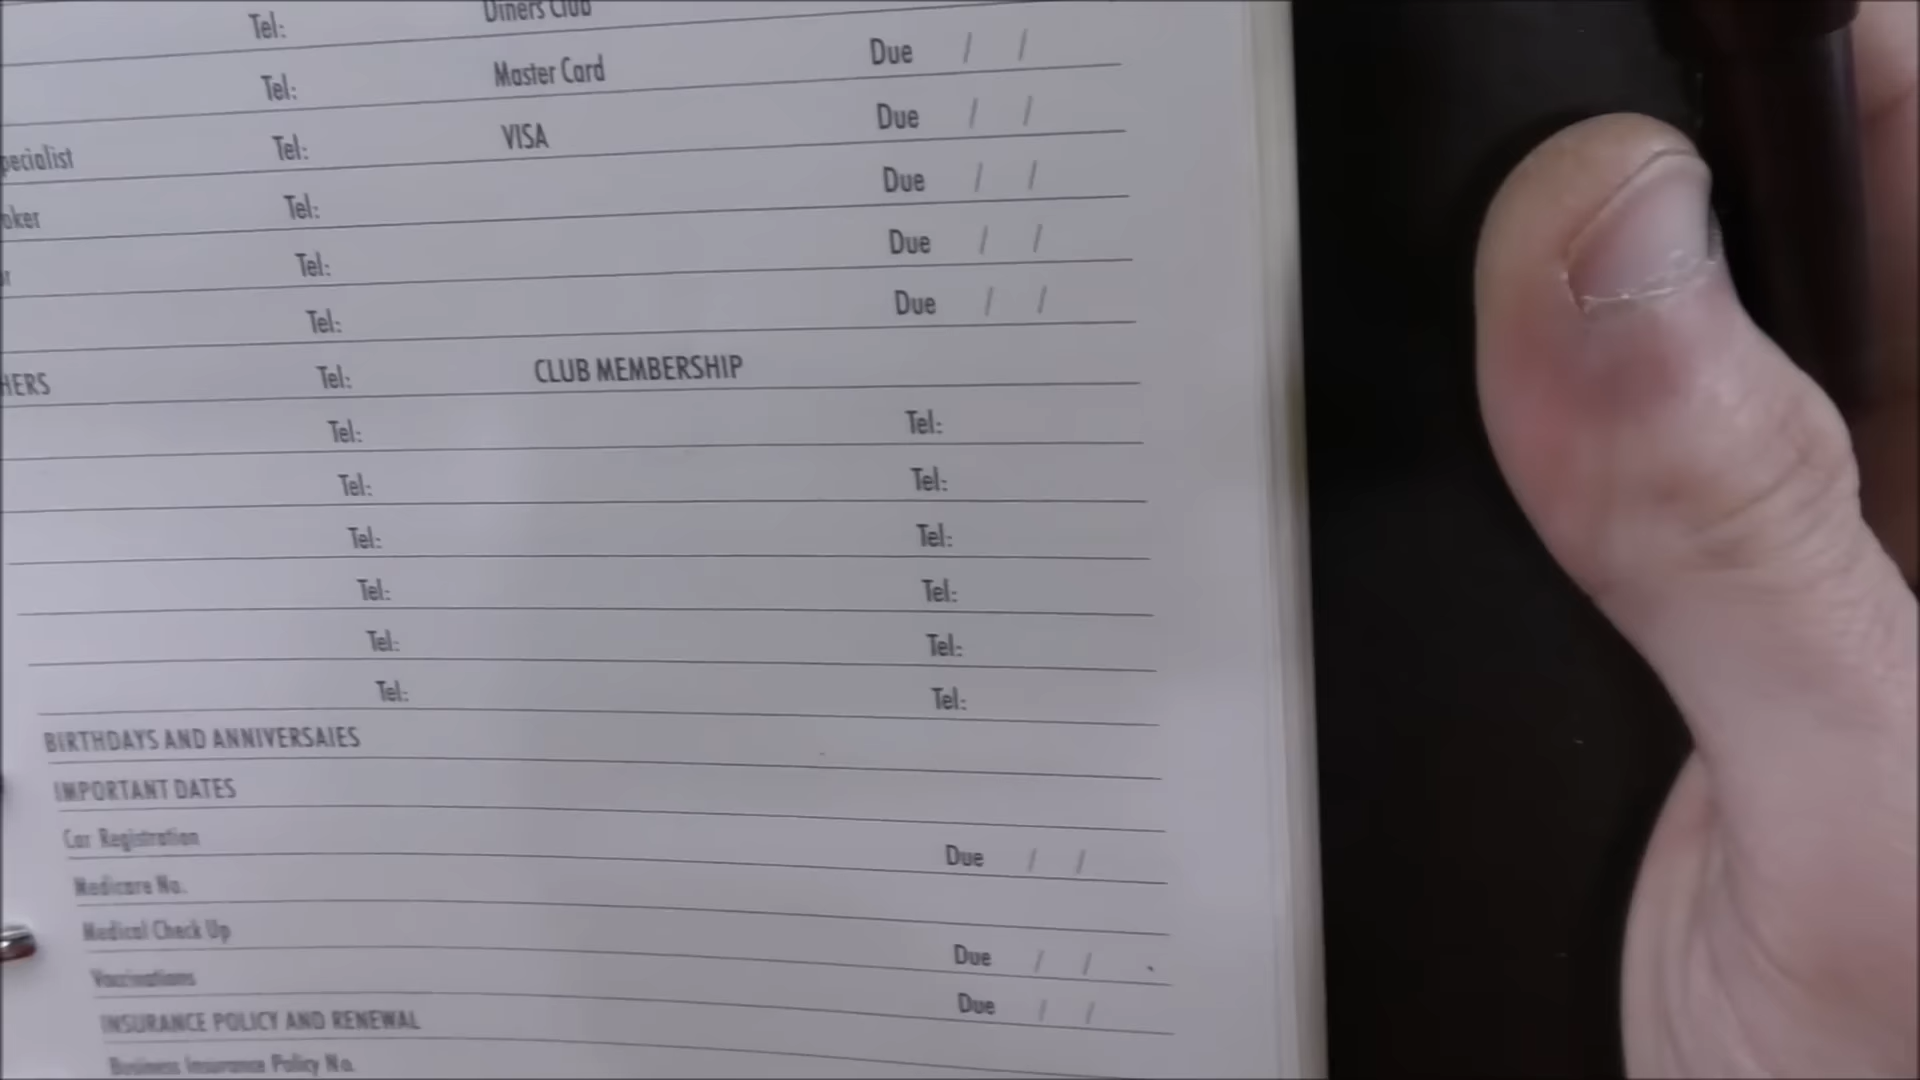 Tel: Diners Club
Tel: Master Card Due / /
pecialist Tel: VISA Due / /
oker Tel: Due / /
r Tel: Due / /
Tel: Due / /
HERS Tel: CLUB MEMBERSHIP
Tel: Tel:
Tel: Tel:
Tel: Tel:
Tel: Tel:
Tel: Tel:
Tel: Tel:
BIRTHDAYS AND ANNIVERSAIES
IMPORTANT DATES
Car Registration Due / /
Medicare No.
Medical Check Up Due / /
Vaccinations Due / /
INSURANCE POLICY AND RENEWAL
Business Insurance Policy No.